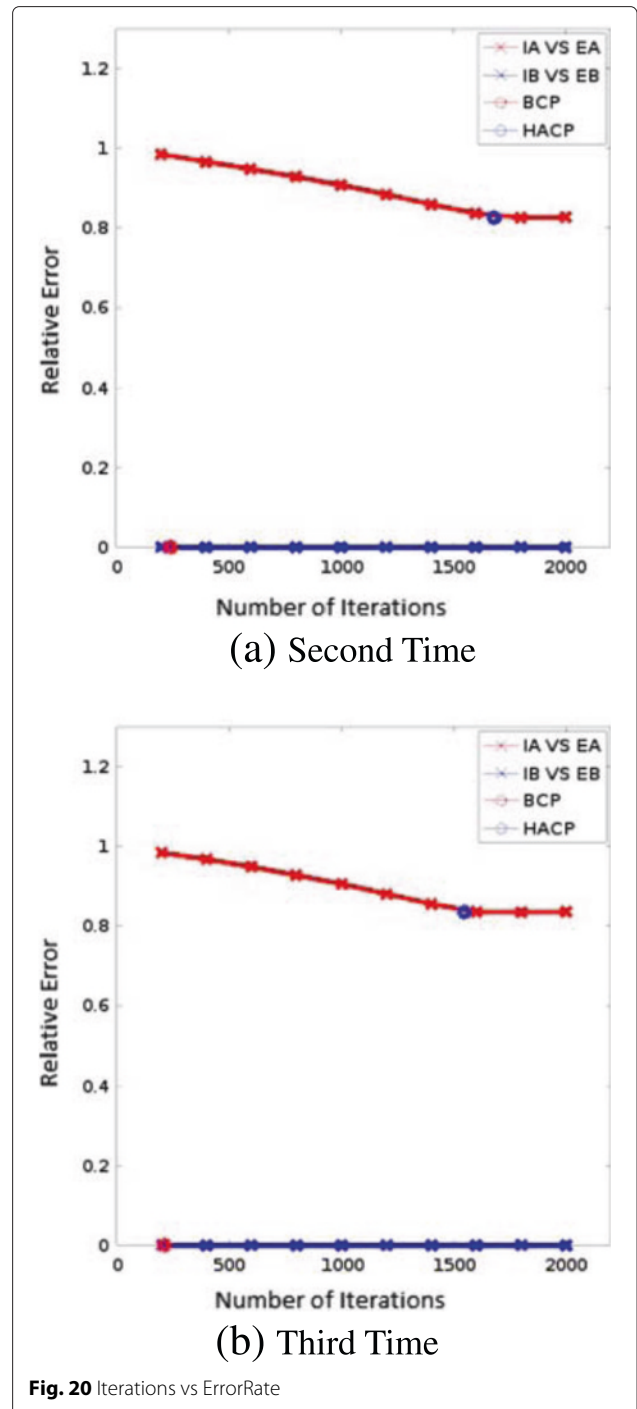 1.2
1
0.8
0.6
0.4
0.2
0
Relative Error
IA VS EA
IB VS EB
BCP
HACP
0 500 1000 1500 2000
Number of Iterations
(a) Second Time
1.2
1
0.8
0.6
0.4
0.2
0
Relative Error
IA VS EA
IB VS EB
BCP
HACP
0 500 1000 1500 2000
Number of Iterations
(b) Third Time
Fig. 20 Iterations vs ErrorRate